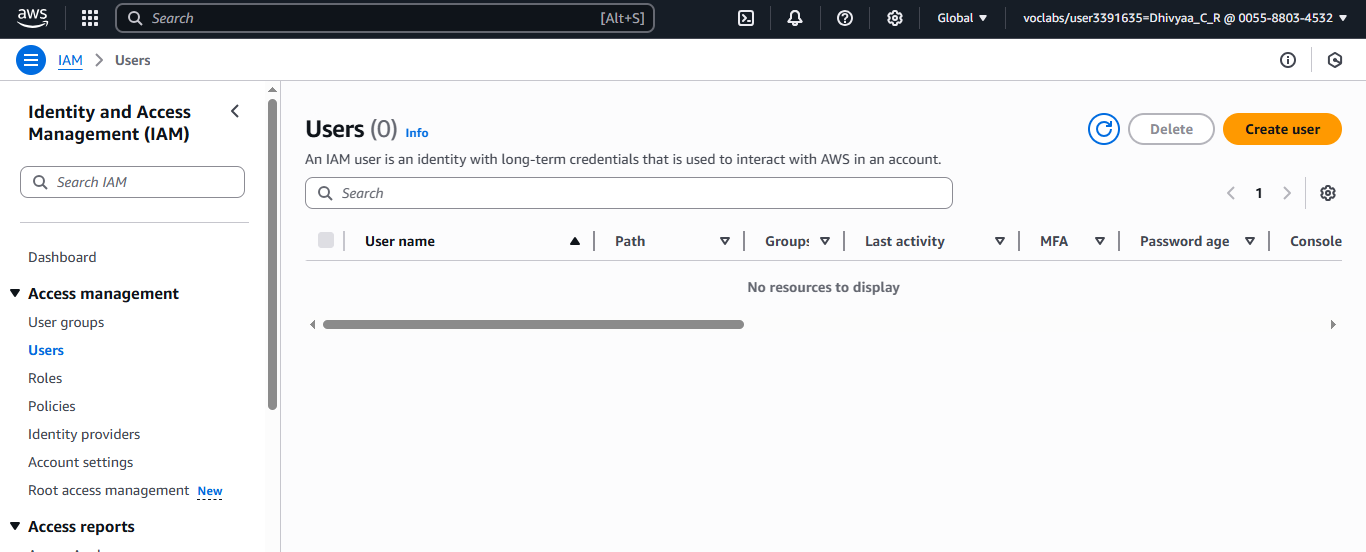 aws
Search [Alt+S] Global voclabs/user3391635=Dhivyaa_C_R @ 0055-8803-4532
IAM Users
Identity and Access
Management (IAM)
Search IAM
Dashboard
Access management
User groups
Users
Roles
Policies
Identity providers
Account settings
Root access management New
Access reports
Users (0) Info
Delete
Create user
An IAM user is an identity with long-term credentials that is used to interact with AWS in an account.
Search
1
User name Path Groups Last activity MFA Password age Console
No resources to display